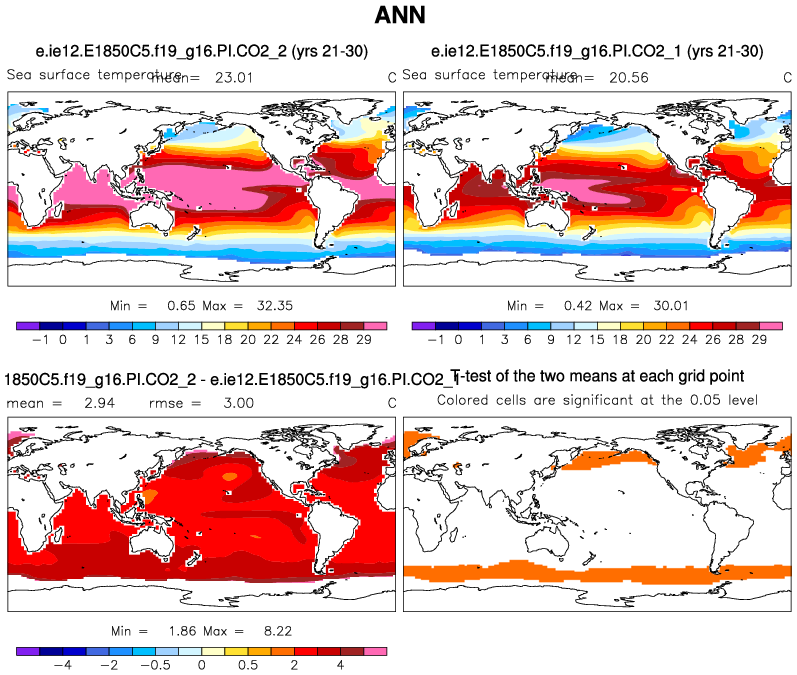 ANN
e.ie12.E1850C5.f19_g16.PI.CO2_2 (yrs 21-30)
Sea surface temperature mean= 23.01 C
Min = 0.65 Max = 32.35
-1 0 1 3 6 9 12 15 18 20 22 24 26 28 29
e.ie12.E1850C5.f19_g16.PI.CO2_1 (yrs 21-30)
Sea surface temperature mean= 20.56 C
Min = 0.42 Max = 30.01
-1 0 1 3 6 9 12 15 18 20 22 24 26 28 29
1850C5.f19_g16.PI.CO2_2 - e.ie12.E1850C5.f19_g16.PI.CO2_1
mean = 2.94 rmse = 3.00 C
Min = 1.86 Max = 8.22
-4 -2 -0.5 0 0.5 2 4
T-test of the two means at each grid point
Colored cells are significant at the 0.05 level